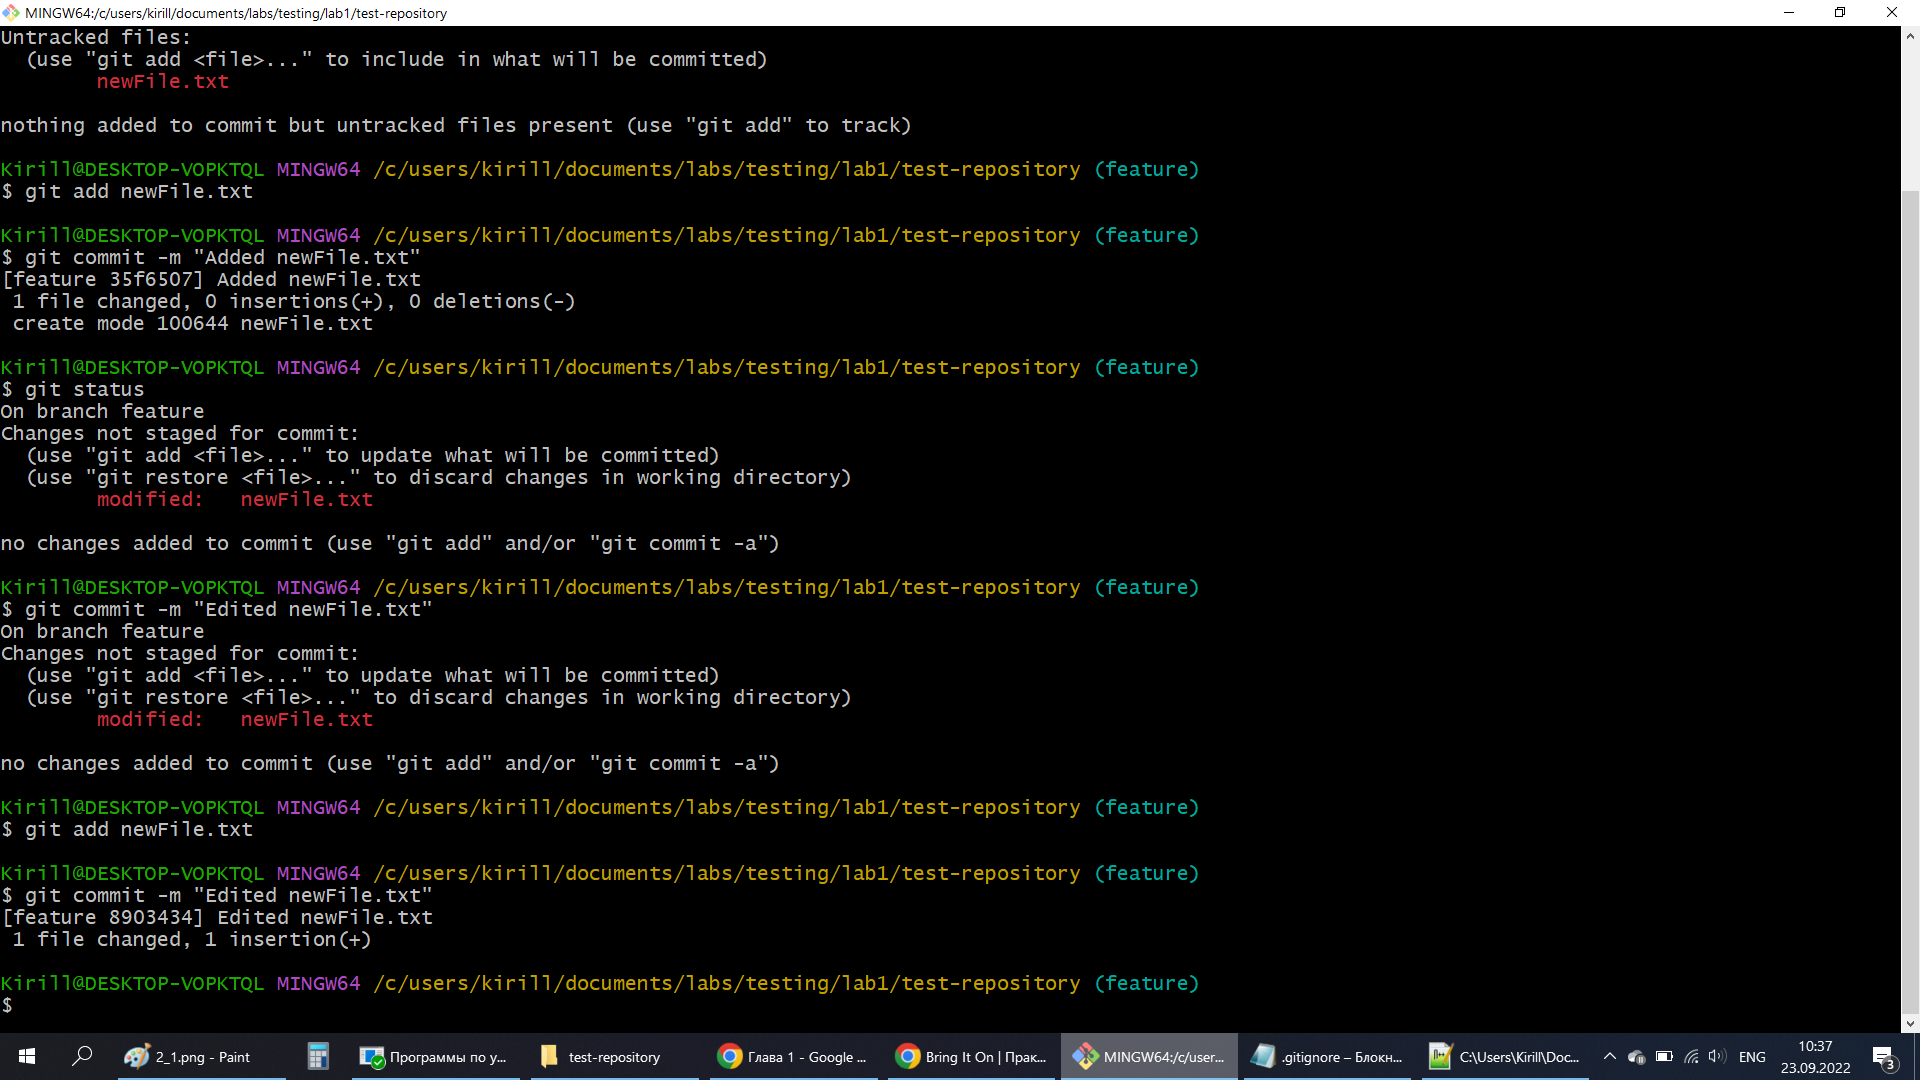 MINGW64:/c/users/kirill/documents/labs/testing/lab1/test-repository
Untracked files:
  (use "git add <file>..." to include in what will be committed)
        newFile.txt
nothing added to commit but untracked files present (use "git add" to track)
Kirill@DESKTOP-VOPKTQL MINGW64 /c/users/kirill/documents/labs/testing/lab1/test-repository (feature)
$ git add newFile.txt
Kirill@DESKTOP-VOPKTQL MINGW64 /c/users/kirill/documents/labs/testing/lab1/test-repository (feature)
$ git commit -m "Added newFile.txt"
[feature 35f6507] Added newFile.txt
 1 file changed, 0 insertions(+), 0 deletions(-)
 create mode 100644 newFile.txt
Kirill@DESKTOP-VOPKTQL MINGW64 /c/users/kirill/documents/labs/testing/lab1/test-repository (feature)
$ git status
On branch feature
Changes not staged for commit:
  (use "git add <file>..." to update what will be committed)
  (use "git restore <file>..." to discard changes in working directory)
        modified:   newFile.txt
no changes added to commit (use "git add" and/or "git commit -a")
Kirill@DESKTOP-VOPKTQL MINGW64 /c/users/kirill/documents/labs/testing/lab1/test-repository (feature)
$ git commit -m "Edited newFile.txt"
On branch feature
Changes not staged for commit:
  (use "git add <file>..." to update what will be committed)
  (use "git restore <file>..." to discard changes in working directory)
        modified:   newFile.txt
no changes added to commit (use "git add" and/or "git commit -a")
Kirill@DESKTOP-VOPKTQL MINGW64 /c/users/kirill/documents/labs/testing/lab1/test-repository (feature)
$ git add newFile.txt
Kirill@DESKTOP-VOPKTQL MINGW64 /c/users/kirill/documents/labs/testing/lab1/test-repository (feature)
$ git commit -m "Edited newFile.txt"
[feature 8903434] Edited newFile.txt
 1 file changed, 1 insertion(+)
Kirill@DESKTOP-VOPKTQL MINGW64 /c/users/kirill/documents/labs/testing/lab1/test-repository (feature)
$
2_1.png - Paint
Программы по у...
test-repository
Глава 1 - Google ...
Bring It On | Прак...
MINGW64:/c/user...
.gitignore – Блокн...
C:\Users\Kirill\Doc...
ENG
10:37
23.09.2022
3